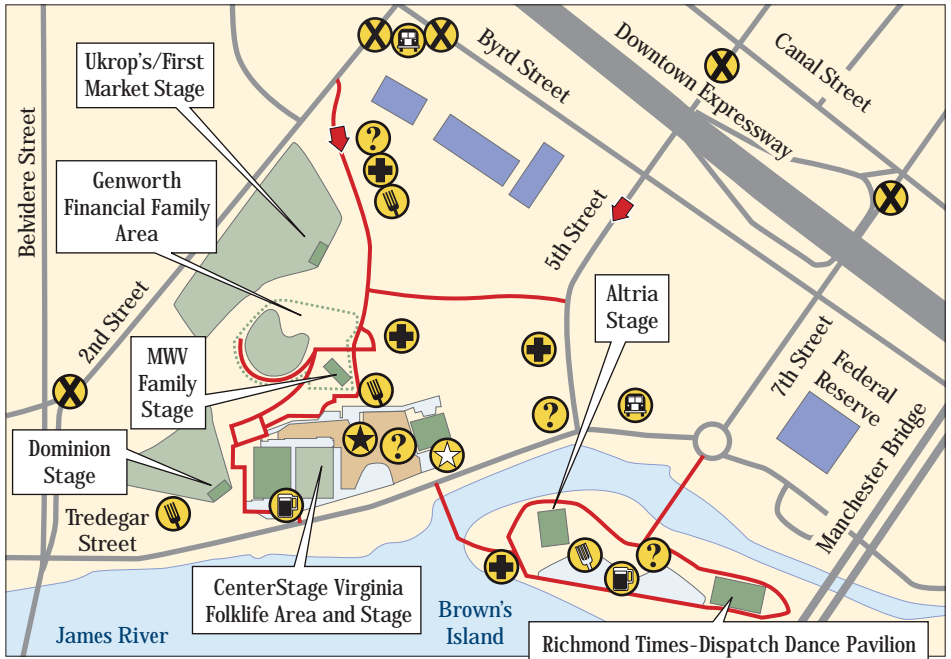 Ukrop's/First
Market Stage
Byrd Street
Downtown Expressway
Canal Street
Belvidere Street
Genworth
Financial Family
Area
5th Street
2nd Street
Altria
Stage
MWV
Family
Stage
7th Street
Federal
Reserve
Manchester Bridge
Dominion
Stage
Tredegar
Street
CenterStage Virginia
Folklife Area and Stage
James River
Brown's
Island
Richmond Times-Dispatch Dance Pavilion
X
X
X
X
X
?
?
?
?